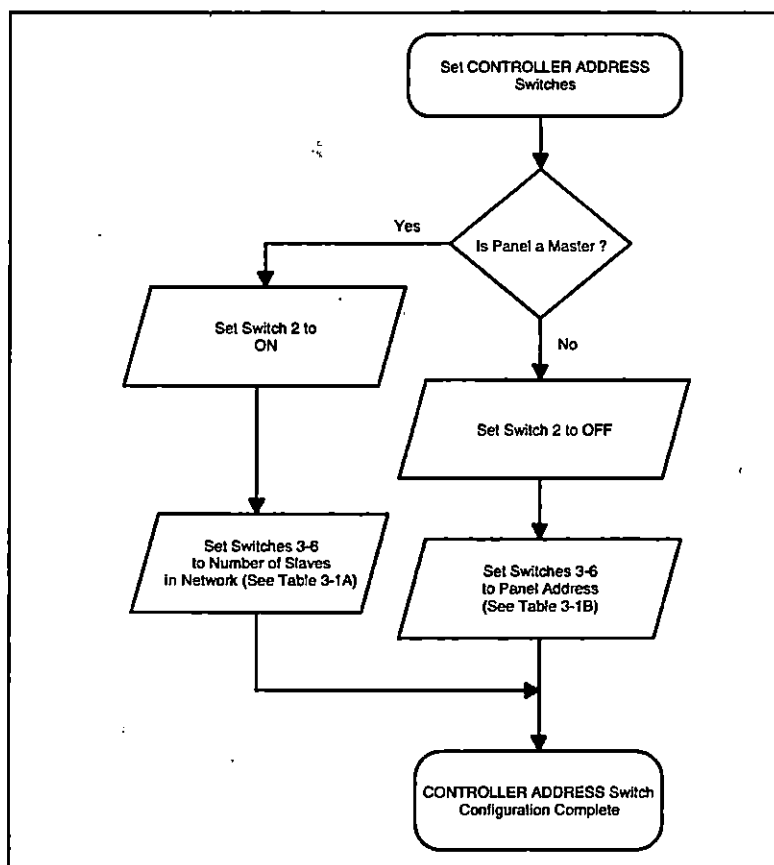 Set CONTROLLER ADDRESS
Switches
Is Panel a Master ?
Yes
No
Set Switch 2 to
ON
Set Switch 2 to OFF
Set Switches 3-6
to Number of Slaves
in Network (See Table 3-1A)
Set Switches 3-6
to Panel Address
(See Table 3-1B)
CONTROLLER ADDRESS Switch
Configuration Complete